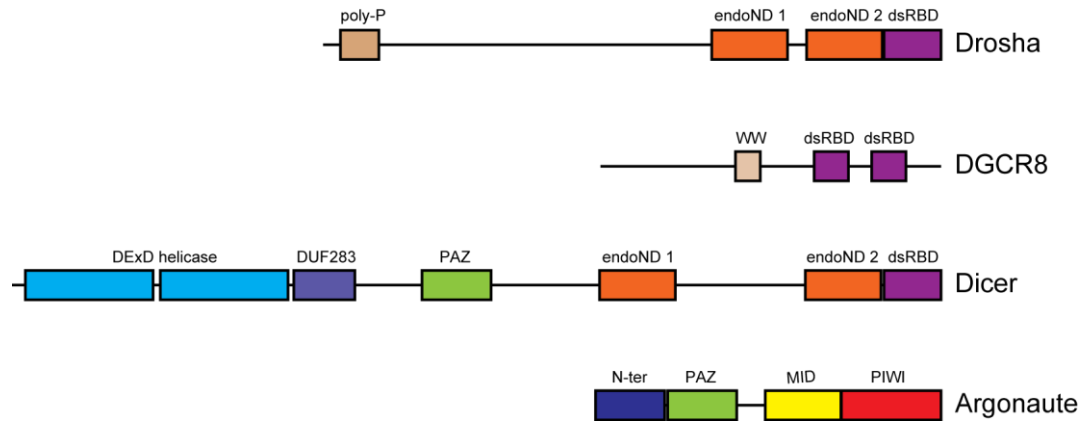 poly-P endoND 1 endoND 2 dsRBD
Drosha
WW dsRBD dsRBD
DGCR8
DExD helicase DUF283 PAZ endoND 1 endoND 2 dsRBD
Dicer
N-ter PAZ MID PIWI
Argonaute